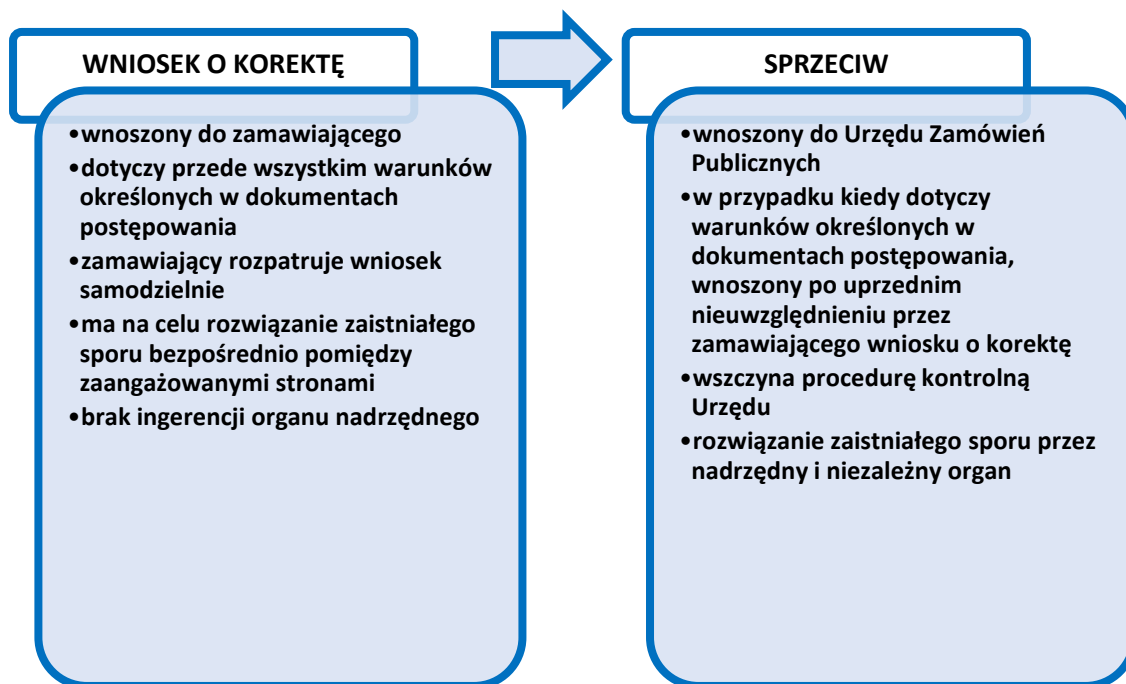 WNIOSEK O KOREKTĘ
•wnoszony do zamawiającego
•dotyczy przede wszystkim warunków
określonych w dokumentach
postępowania
•zamawiający rozpatruje wniosek
samodzielnie
•ma na celu rozwiązanie zaistniałego
sporu bezpośrednio pomiędzy
zaangażowanymi stronami
•brak ingerencji organu nadrzędnego
SPRZECIW
•wnoszony do Urzędu Zamówień
Publicznych
•w przypadku kiedy dotyczy
warunków określonych w
dokumentach postępowania,
wnoszony po uprzednim
nieuwzględnieniu przez
zamawiającego wniosku o korektę
•wszczyna procedurę kontrolną
Urzędu
•rozwiązanie zaistniałego sporu przez
nadrzędny i niezależny organ